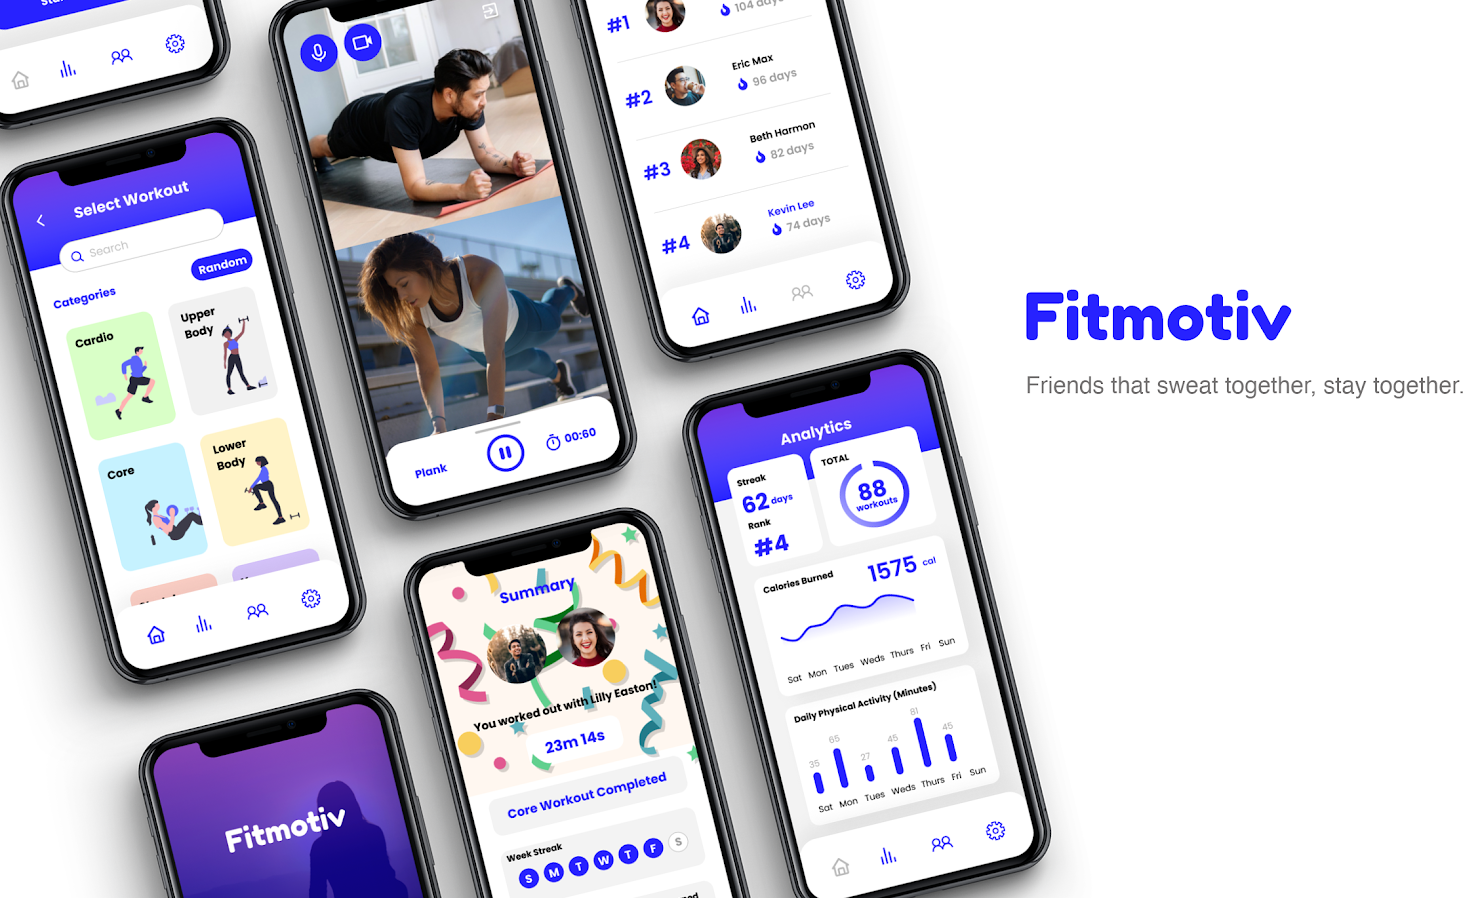 Select Workout
Search
Random
Categories
Cardio
Upper
Body
Core
Lower
Body
Fitmotiv
Plank
00:60
Summary
You worked out with Lilly Easton!
23m 14s
Core Workout Completed
Week Streak
S M T W T F S
#1
104 days
#2
Eric Max
96 days
#3
Beth Harmon
82 days
#4
Kevin Lee
74 days
Analytics
Streak
62 days
Rank
#4
TOTAL
88
workouts
Calories Burned
1575 cal
Sat Mon Tues Weds Thurs Fri Sun
Daily Physical Activity (Minutes)
35 65 27 45 81 45
Sat Mon Tues Weds Thurs Fri Sun
Fitmotiv
Friends that sweat together, stay together.